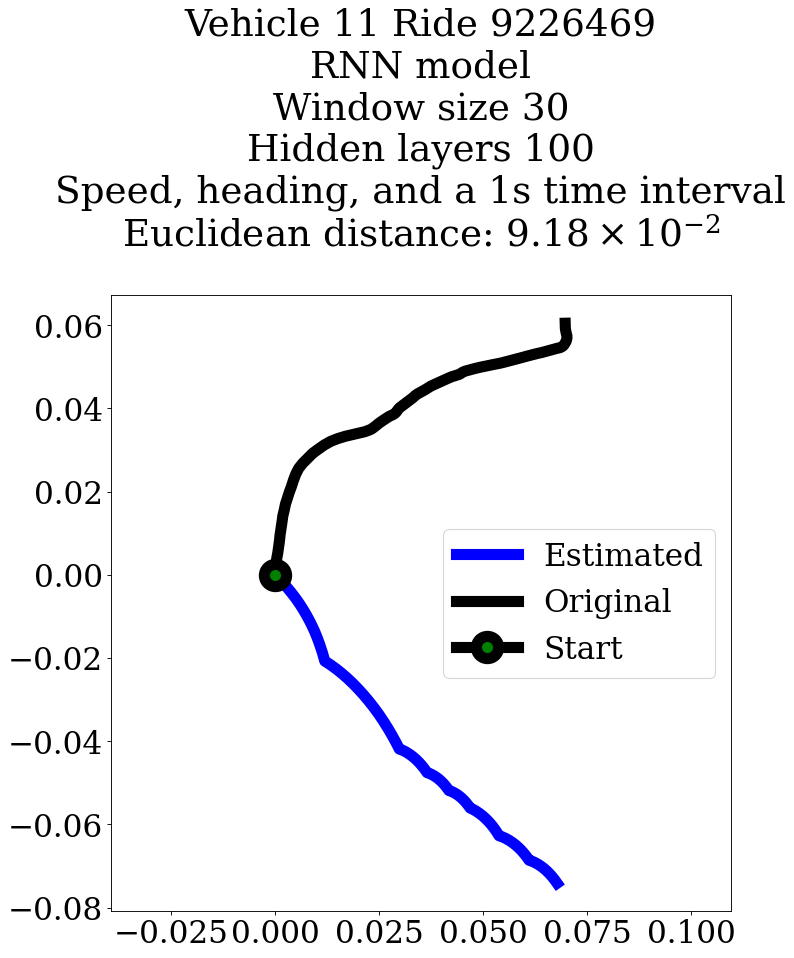 Vehicle 11 Ride 9226469
RNN model
Window size 30
Hidden layers 100
Speed, heading, and a 1s time interval
Euclidean distance: 9.18 × 10⁻²
0.06
0.04
0.02
0.00
−0.02
−0.04
−0.06
−0.08
Estimated
Original
Start
−0.025 0.000 0.025 0.050 0.075 0.100